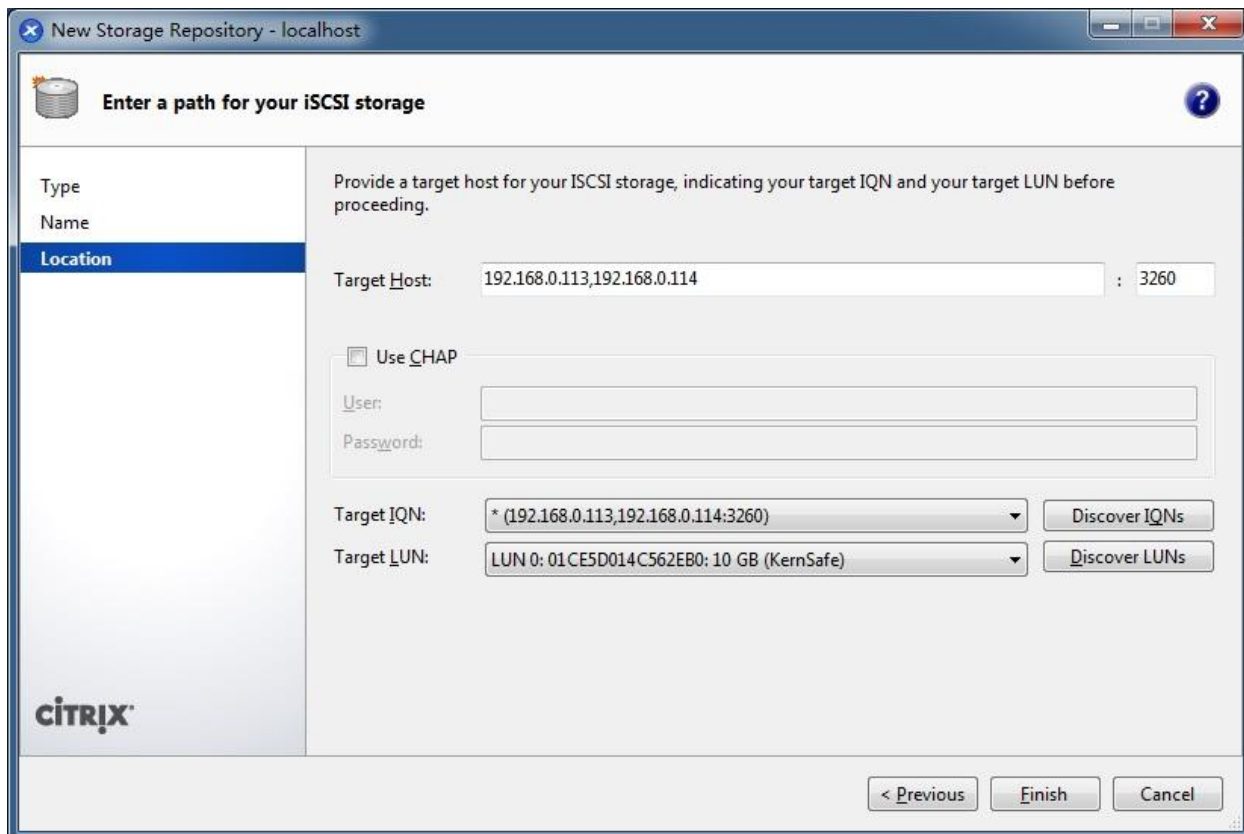 New Storage Repository - localhost
Enter a path for your iSCSI storage
Type
Name
Location
Provide a target host for your ISCSI storage, indicating your target IQN and your target LUN before
proceeding.
Target Host: 192.168.0.113,192.168.0.114 : 3260
Use CHAP
User:
Password:
Target IQN: * (192.168.0.113,192.168.0.114:3260) Discover IQNs
Target LUN: LUN 0: 01CE5D014C562EB0: 10 GB (KernSafe) Discover LUNs
CITRIX
< Previous Finish Cancel